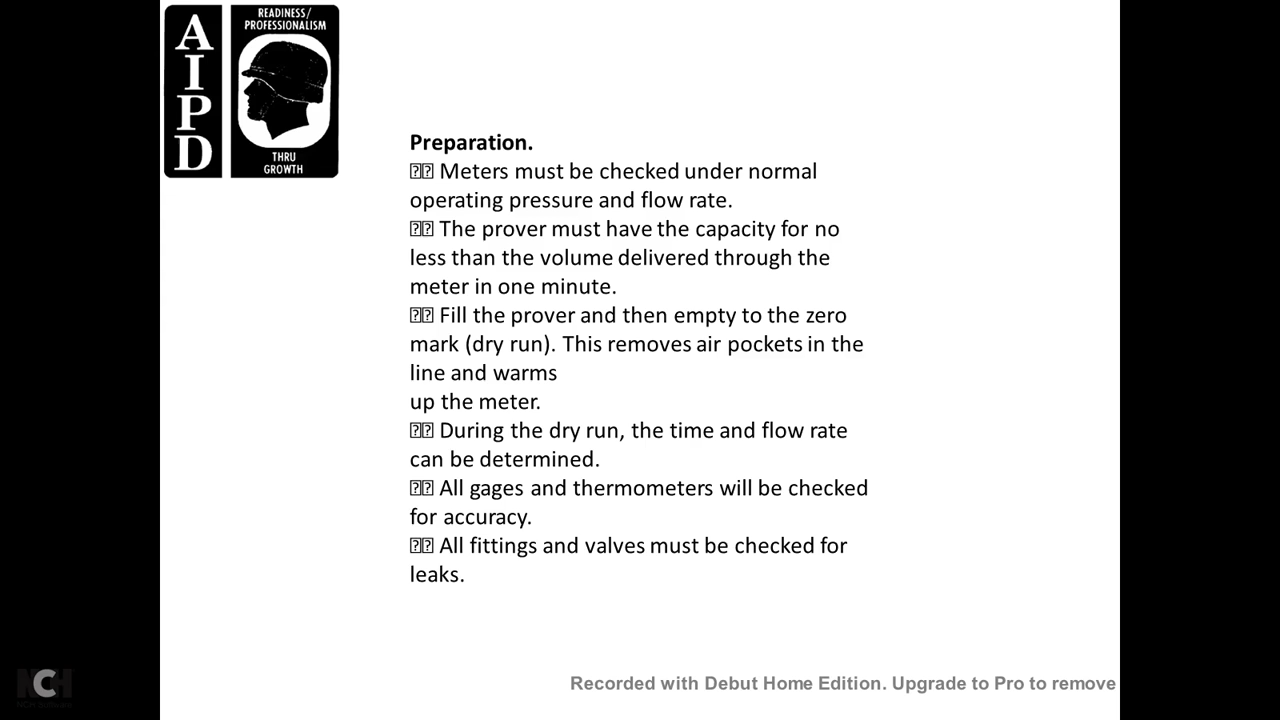 AIPD
READINESS/
PROFESSIONALISM
THRU
GROWTH
Preparation.
⍰⍰ Meters must be checked under normal
operating pressure and flow rate.
⍰⍰ The prover must have the capacity for no
less than the volume delivered through the
meter in one minute.
⍰⍰ Fill the prover and then empty to the zero
mark (dry run). This removes air pockets in the
line and warms
up the meter.
⍰⍰ During the dry run, the time and flow rate
can be determined.
⍰⍰ All gages and thermometers will be checked
for accuracy.
⍰⍰ All fittings and valves must be checked for
leaks.
NCH
NCH Software
Recorded with Debut Home Edition. Upgrade to Pro to remove